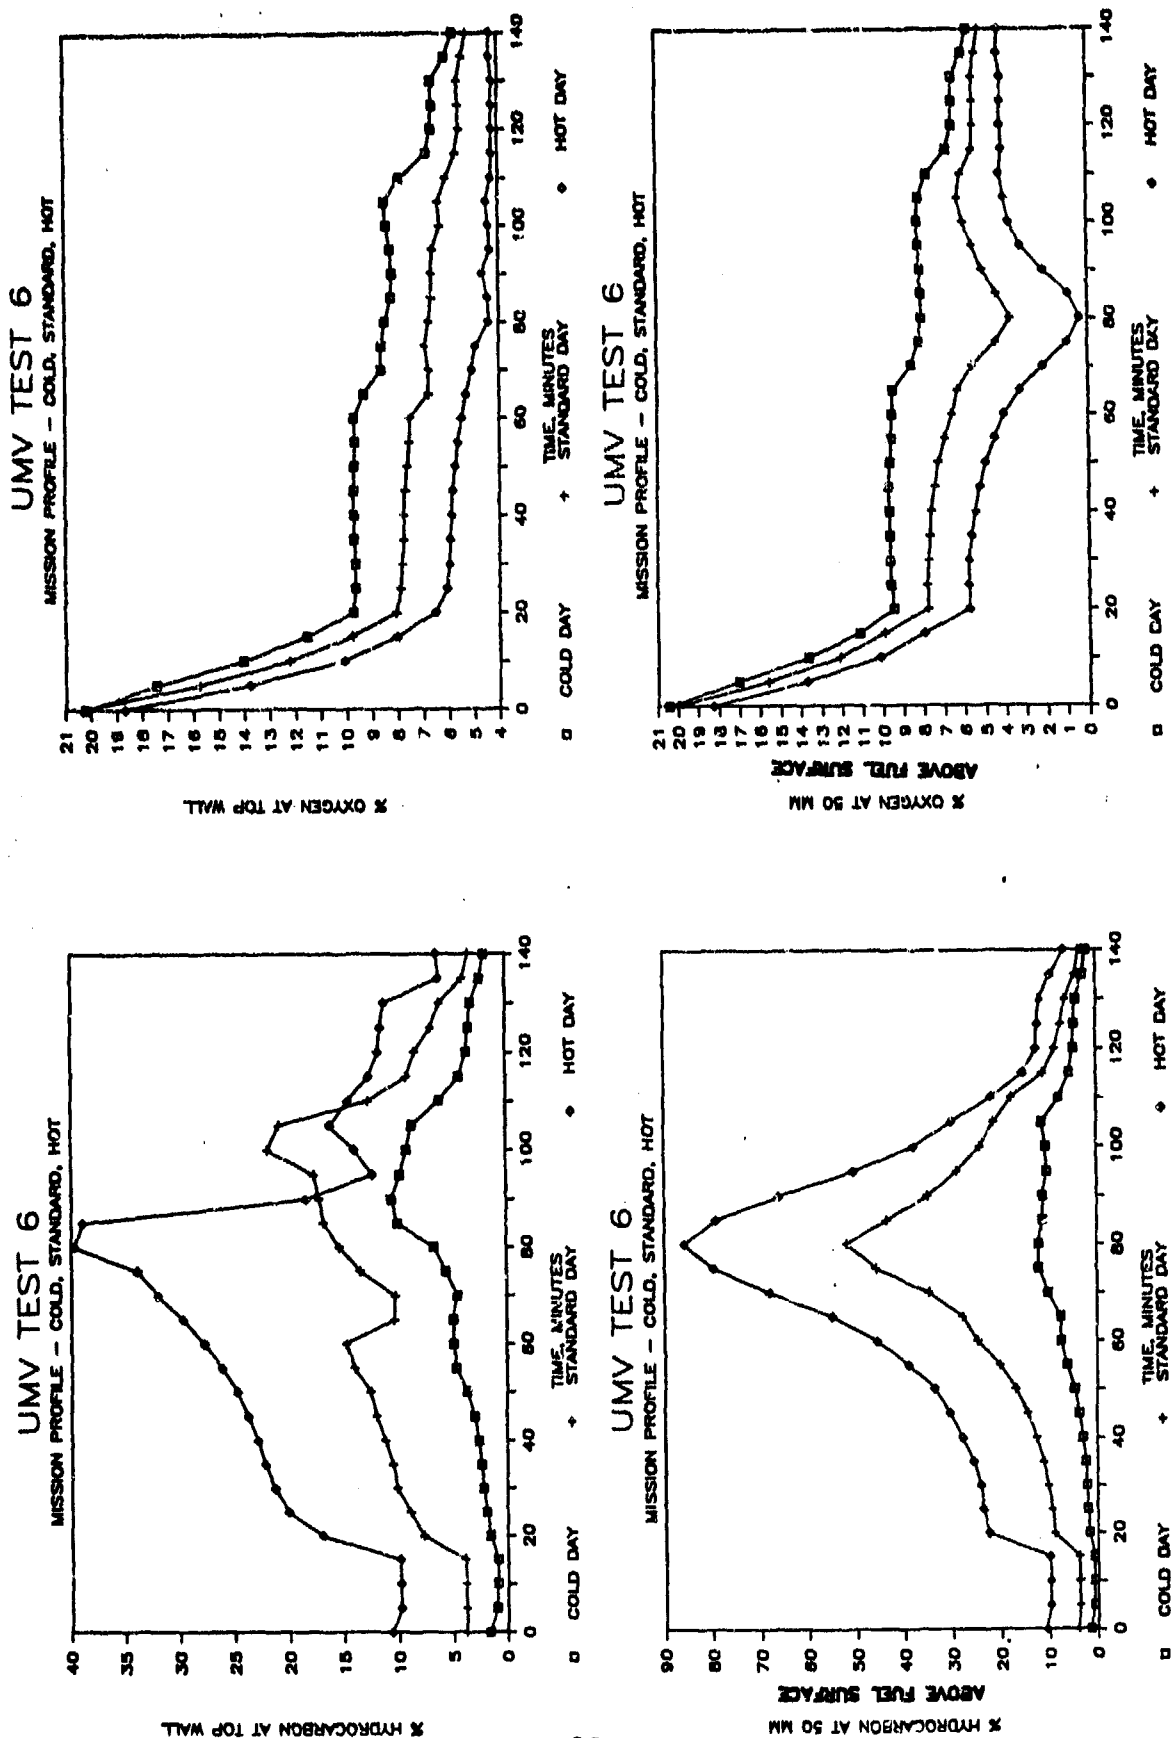 UMV TEST 6
MISSION PROFILE - COLD, STANDARD, HOT
% HYDROCARBON AT TOP WALL
40
35
30
25
20
15
10
5
0
0 20 40 60 80 100 120 140
TIME, MINUTES
□ COLD DAY + STANDARD DAY ◇ HOT DAY
UMV TEST 6
MISSION PROFILE - COLD, STANDARD, HOT
% OXYGEN AT TOP WALL
21
20
19
18
17
16
15
14
13
12
11
10
9
8
7
6
5
4
0 20 40 60 80 100 120 140
TIME, MINUTES
□ COLD DAY + STANDARD DAY ◇ HOT DAY
UMV TEST 6
MISSION PROFILE - COLD, STANDARD, HOT
% HYDROCARBON AT 50 MM
ABOVE FUEL SURFACE
90
80
70
60
50
40
30
20
10
0
0 20 40 60 80 100 120 140
TIME, MINUTES
□ COLD DAY + STANDARD DAY ◇ HOT DAY
UMV TEST 6
MISSION PROFILE - COLD, STANDARD, HOT
% OXYGEN AT 50 MM
ABOVE FUEL SURFACE
21
20
19
18
17
16
15
14
13
12
11
10
9
8
7
6
5
4
3
2
1
0
0 20 40 60 80 100 120 140
TIME, MINUTES
□ COLD DAY + STANDARD DAY ◇ HOT DAY